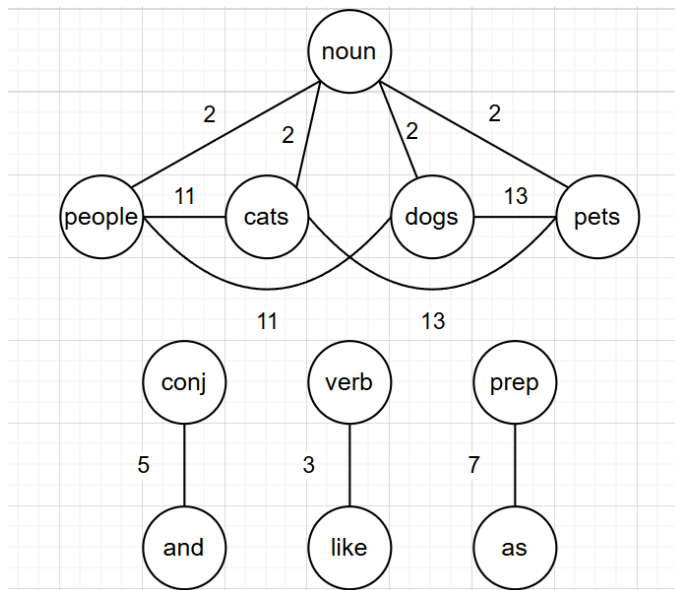 noun
2
2
2
2
people
11
cats
dogs
13
pets
11
13
conj
verb
prep
5
3
7
and
like
as